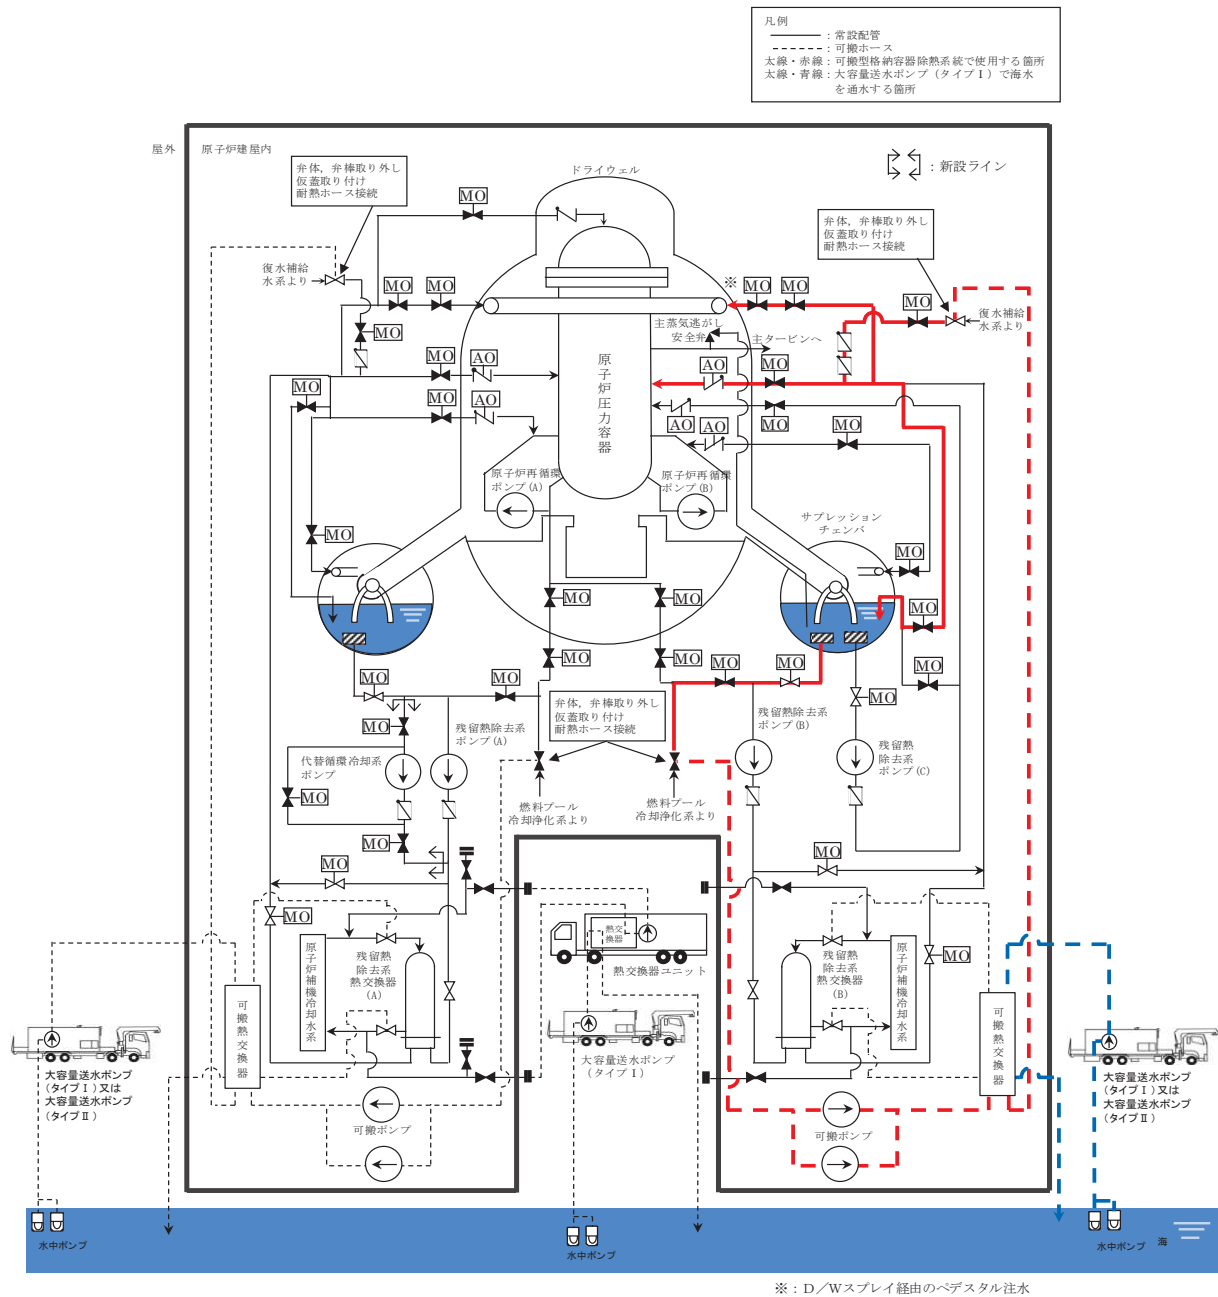 凡例
：常設配管
：可搬ホース
太線・赤線：可搬型格納容器除熱系統で使用する箇所
太線・青線：大容量送水ポンプ（タイプⅠ）で海水
を通水する箇所
屋外
原子炉建屋内
弁体，弁棒取り外し
仮蓋取り付け
耐熱ホース接続
MO
ドライウェル
：新設ライン
弁体，弁棒取り外し
仮蓋取り付け
耐熱ホース接続
復水補給
水系より
MO
MO
※
MO
MO
MO
復水補給
水系より
MO
主蒸気逃がし
安全弁
主タービンへ
原子炉圧力容器
MO
AO
AO
MO
MO
MO
AO
AO
MO
AO
MO
原子炉再循環
ポンプ(A)
原子炉再循環
ポンプ(B)
サプレッション
チェンバ
MO
MO
MO
MO
MO
MO
MO
MO
MO
MO
MO
MO
MO
MO
弁体，弁棒取り外し
仮蓋取り付け
耐熱ホース接続
残留熱除去系
ポンプ(A)
残留熱除去系
ポンプ(B)
残留熱
除去系
ポンプ(C)
代替循環冷却系
ポンプ
MO
燃料プール
冷却浄化系より
燃料プール
冷却浄化系より
MO
MO
MO
MO
MO
原子炉補機冷却水系
残留熱
除去系
熱交換器
(A)
熱交
換器
熱交換器ユニット
残留熱
除去系
熱交換器
(B)
原子炉補機冷却水系
可搬熱交換器
可搬熱交換器
大容量送水ポンプ
（タイプⅠ）又は
大容量送水ポンプ
（タイプⅡ）
大容量送水ポンプ
（タイプⅠ）
大容量送水ポンプ
（タイプⅠ）又は
大容量送水ポンプ
（タイプⅡ）
可搬ポンプ
可搬ポンプ
水中ポンプ
水中ポンプ
水中ポンプ
海
※：D／Wスプレイ経由のペデスタル注水